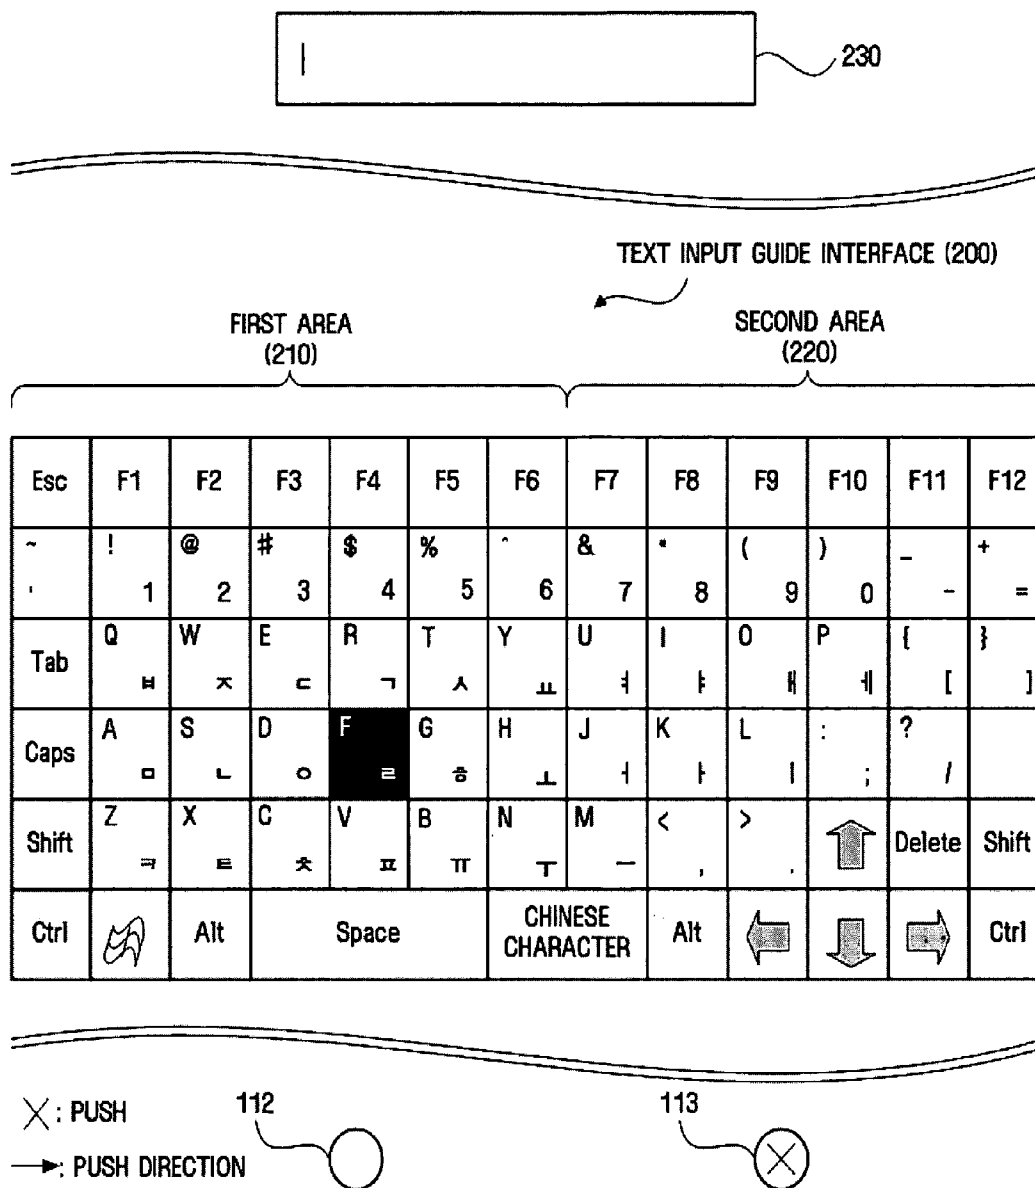 230
TEXT INPUT GUIDE INTERFACE (200)
FIRST AREA
(210)
SECOND AREA
(220)
Esc F1 F2 F3 F4 F5 F6 F7 F8 F9 F10 F11 F12
~ ! @ # $ % ^ & * ( ) _ +
' 1 2 3 4 5 6 7 8 9 0 - =
Tab Q W E R T Y U I O P { }
ㅂ ㅈ ㄷ ㄱ ㅅ ㅛ ㅕ ㅑ ㅐ ㅔ [ ]
Caps A S D F G H J K L : ?
ㅁ ㄴ ㅇ ㄹ ㅎ ㅗ ㅓ ㅏ ㅣ ; /
Shift Z X C V B N M < > Delete Shift
ㅋ ㅌ ㅊ ㅍ ㅠ ㅜ ㅡ , .
Ctrl Alt Space CHINESE CHARACTER Alt Ctrl
X: PUSH
112
113
→: PUSH DIRECTION